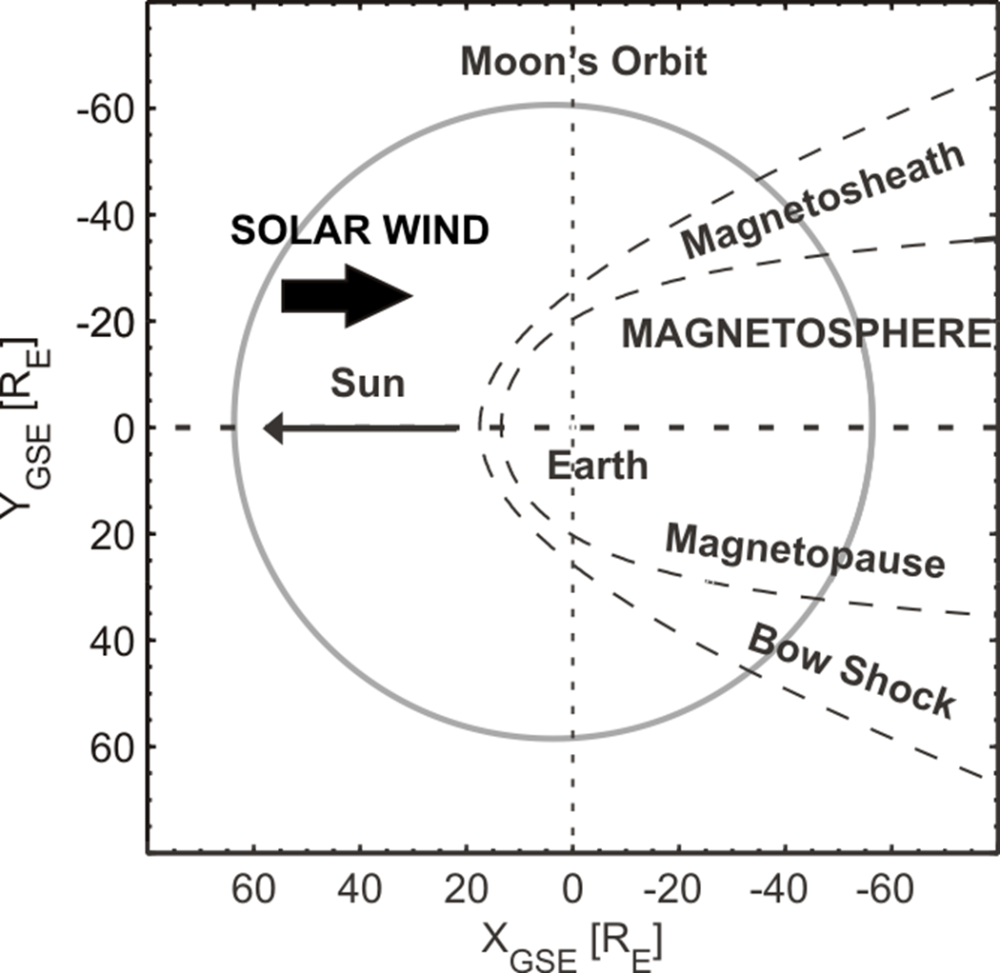 Moon's Orbit
-60
Magnetosheath
-40
SOLAR WIND
-20
MAGNETOSPHERE
Sun
0
Earth
Y_GSE [R_E]
20
Magnetopause
40
Bow Shock
60
60 40 20 0 -20 -40 -60
X_GSE [R_E]